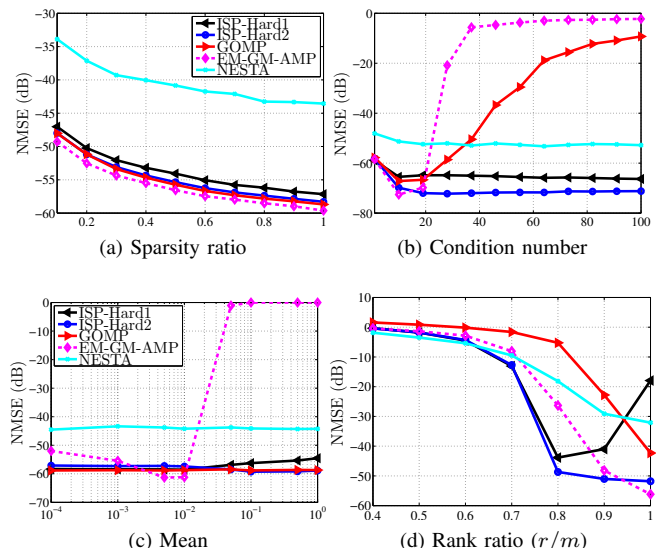 NMSE (dB)
−30
−35
−40
−45
−50
−55
−60
0.2 0.4 0.6 0.8 1
ISP-Hard1
ISP-Hard2
GOMP
EM-GM-AMP
NESTA
(a) Sparsity ratio
NMSE (dB)
0
−20
−40
−60
−80
20 40 60 80 100
(b) Condition number
NMSE (dB)
0
−10
−20
−30
−40
−50
−60
−70
10⁻⁴ 10⁻³ 10⁻² 10⁻¹ 10⁰
ISP-Hard1
ISP-Hard2
GOMP
EM-GM-AMP
NESTA
(c) Mean
NMSE (dB)
10
0
−10
−20
−30
−40
−50
−60
0.4 0.5 0.6 0.7 0.8 0.9 1
(d) Rank ratio (r/m)